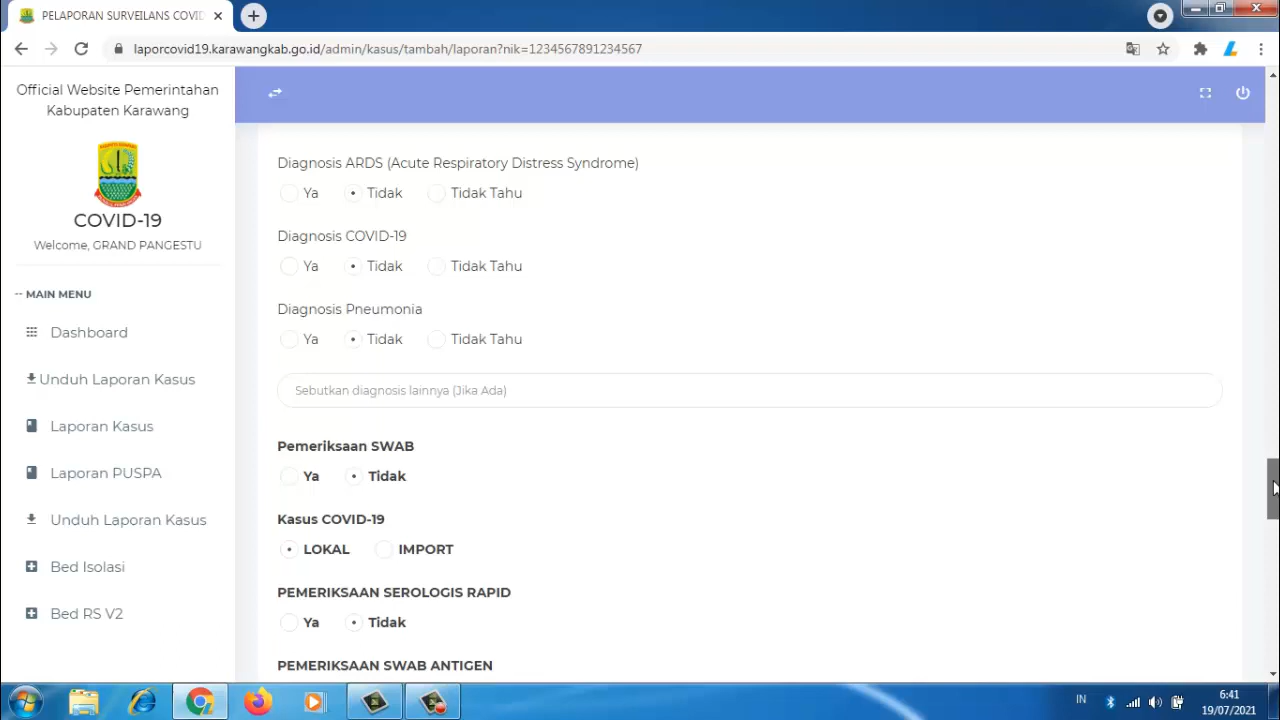 PELAPORAN SURVEILANS COVID
laporcovid19.karawangkab.go.id/admin/kasus/tambah/laporan?nik=1234567891234567
Official Website Pemerintahan
Kabupaten Karawang
COVID-19
Welcome, GRAND PANGESTU
-- MAIN MENU
Dashboard
Unduh Laporan Kasus
Laporan Kasus
Laporan PUSPA
Unduh Laporan Kasus
Bed Isolasi
Bed RS V2
Diagnosis ARDS (Acute Respiratory Distress Syndrome)
Ya Tidak Tidak Tahu
Diagnosis COVID-19
Ya Tidak Tidak Tahu
Diagnosis Pneumonia
Ya Tidak Tidak Tahu
Sebutkan diagnosis lainnya (Jika Ada)
Pemeriksaan SWAB
Ya Tidak
Kasus COVID-19
LOKAL IMPORT
PEMERIKSAAN SEROLOGIS RAPID
Ya Tidak
PEMERIKSAAN SWAB ANTIGEN
IN
6:41
19/07/2021